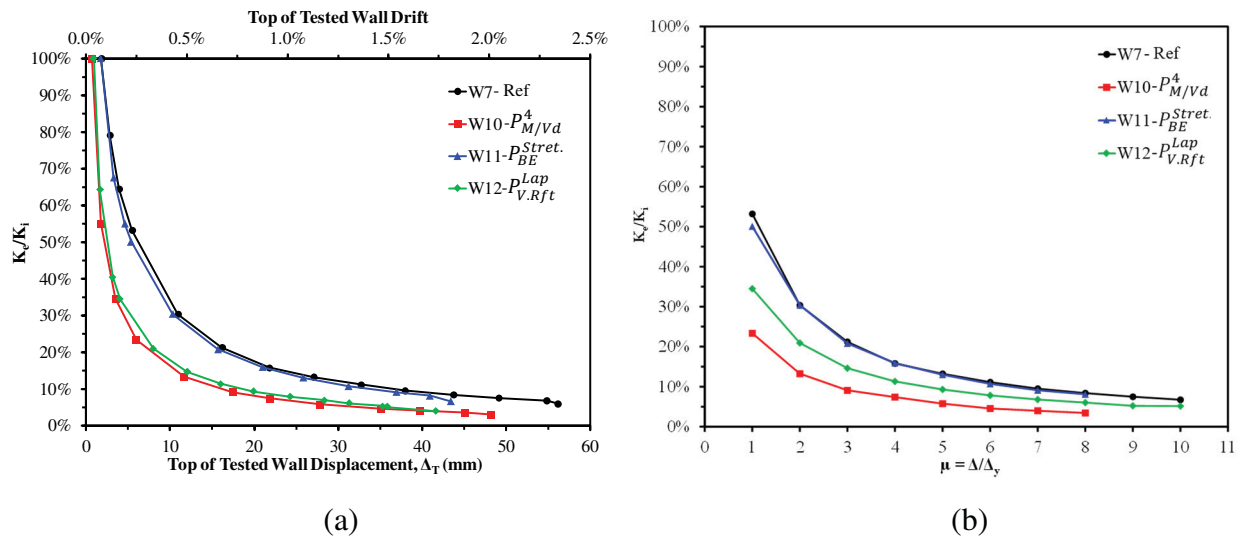 Top of Tested Wall Drift
0.0% 0.5% 1.0% 1.5% 2.0% 2.5%
100%
90%
80%
70%
60%
50%
40%
30%
20%
10%
0%
Ke/Ki
W7- Ref
W10-P⁴M/Vd
W11-PStret.BE
W12-PLapV.Rft
0 10 20 30 40 50 60
Top of Tested Wall Displacement, ΔT (mm)
(a)
100%
90%
80%
70%
60%
50%
40%
30%
20%
10%
0%
Ke/Ki
W7- Ref
W10-P⁴M/Vd
W11-PStret.BE
W12-PLapV.Rft
0 1 2 3 4 5 6 7 8 9 10 11
μ = Δ/Δy
(b)